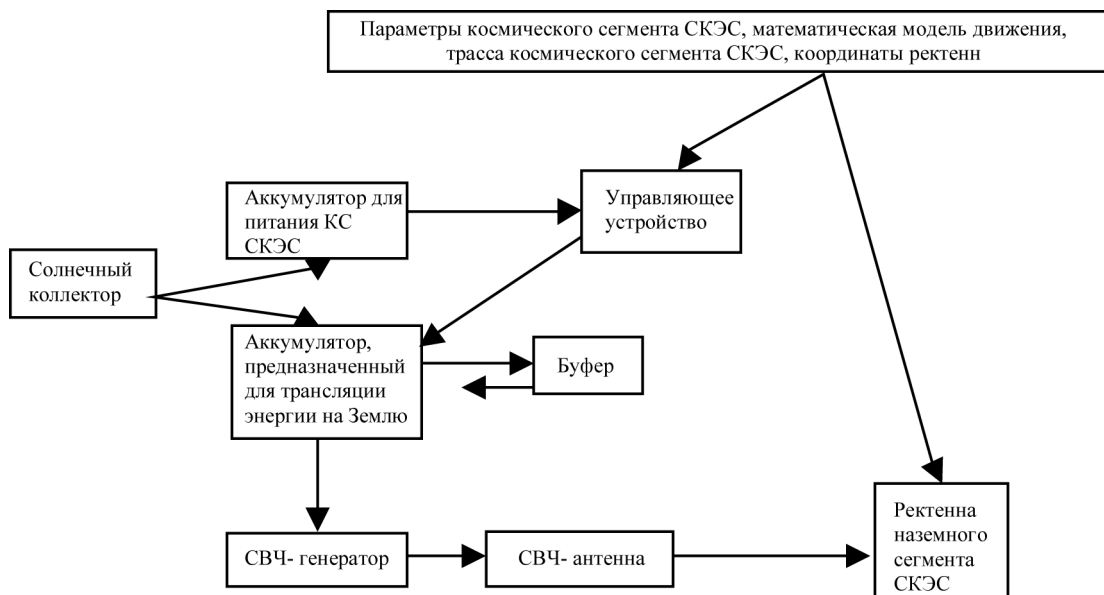 Параметры космического сегмента СКЭС, математическая модель движения,
трасса космического сегмента СКЭС, координаты ректенн
Аккумулятор для
питания КС
СКЭС
Управляющее
устройство
Солнечный
коллектор
Аккумулятор,
предназначенный
для трансляции
энергии на Землю
Буфер
СВЧ- генератор
СВЧ- антенна
Ректенна
наземного
сегмента
СКЭС